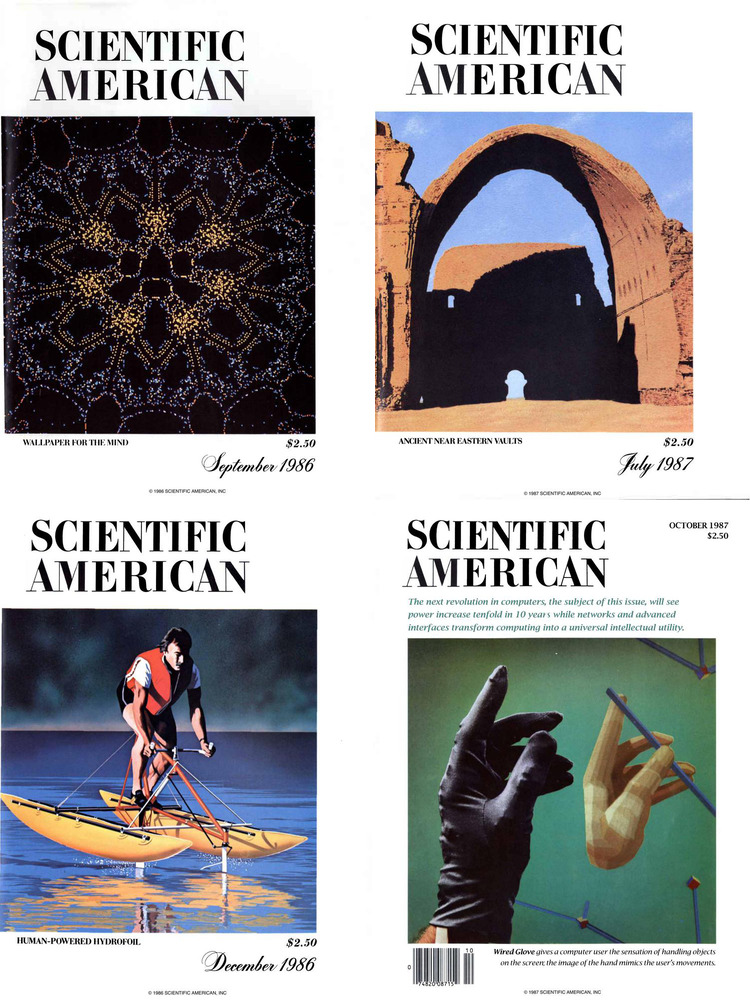 SCIENTIFIC
AMERICAN
WALLPAPER FOR THE MIND
$2.50
September 1986
© 1986 SCIENTIFIC AMERICAN, INC
SCIENTIFIC
AMERICAN
ANCIENT NEAR EASTERN VAULTS
$2.50
July 1987
© 1987 SCIENTIFIC AMERICAN, INC
SCIENTIFIC
AMERICAN
HUMAN-POWERED HYDROFOIL
$2.50
December 1986
© 1986 SCIENTIFIC AMERICAN, INC
SCIENTIFIC
AMERICAN
OCTOBER 1987
$2.50
The next revolution in computers, the subject of this issue, will see
power increase tenfold in 10 years while networks and advanced
interfaces transform computing into a universal intellectual utility.
10
0
74820 08715
Wired Glove gives a computer user the sensation of handling objects
on the screen; the image of the hand mimics the user's movements.
© 1987 SCIENTIFIC AMERICAN, INC